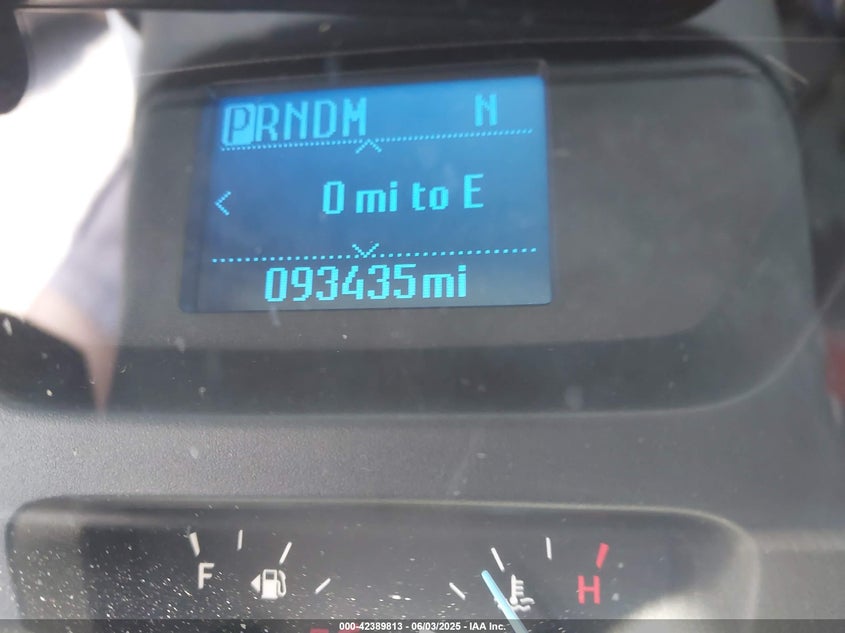 PRNDM N
0 mi to E
093435mi
F H
000-42389813 - 06/03/2025 - IAA Inc.